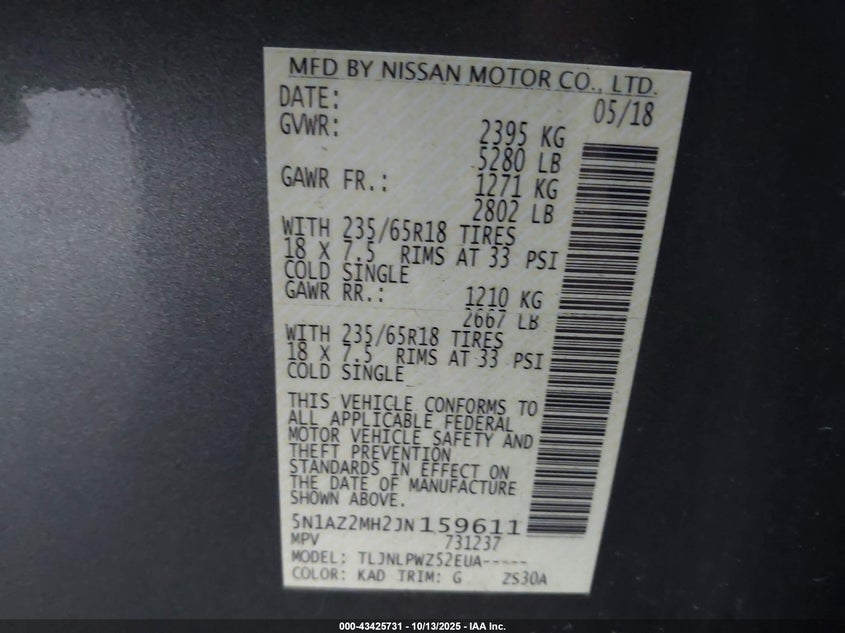 MFD BY NISSAN MOTOR CO., LTD.
DATE: 05/18
GVWR: 2395 KG
5280 LB
GAWR FR.: 1271 KG
2802 LB
WITH 235/65R18 TIRES
18 X 7.5 RIMS AT 33 PSI
COLD SINGLE
GAWR RR.: 1210 KG
2667 LB
WITH 235/65R18 TIRES
18 X 7.5 RIMS AT 33 PSI
COLD SINGLE
THIS VEHICLE CONFORMS TO
ALL APPLICABLE FEDERAL
MOTOR VEHICLE SAFETY AND
THEFT PREVENTION
STANDARDS IN EFFECT ON
THE DATE OF MANUFACTURE
SHOWN ABOVE.
5N1AZ2MH2JN159611
MPV 731237
MODEL: TLJNLPWZ52EUA-----
COLOR: KAD TRIM: G ZS30A
000-43425731 - 10/13/2025 - IAA Inc.